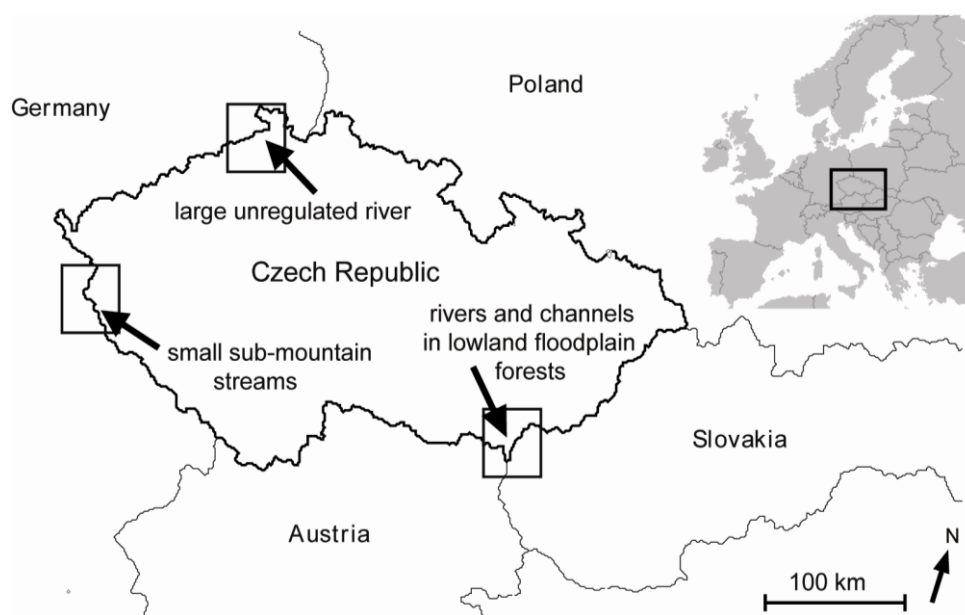 Poland
Germany
large unregulated river
Czech Republic
rivers and channels
in lowland floodplain
forests
small sub-mountain
streams
Slovakia
Austria
N
100 km